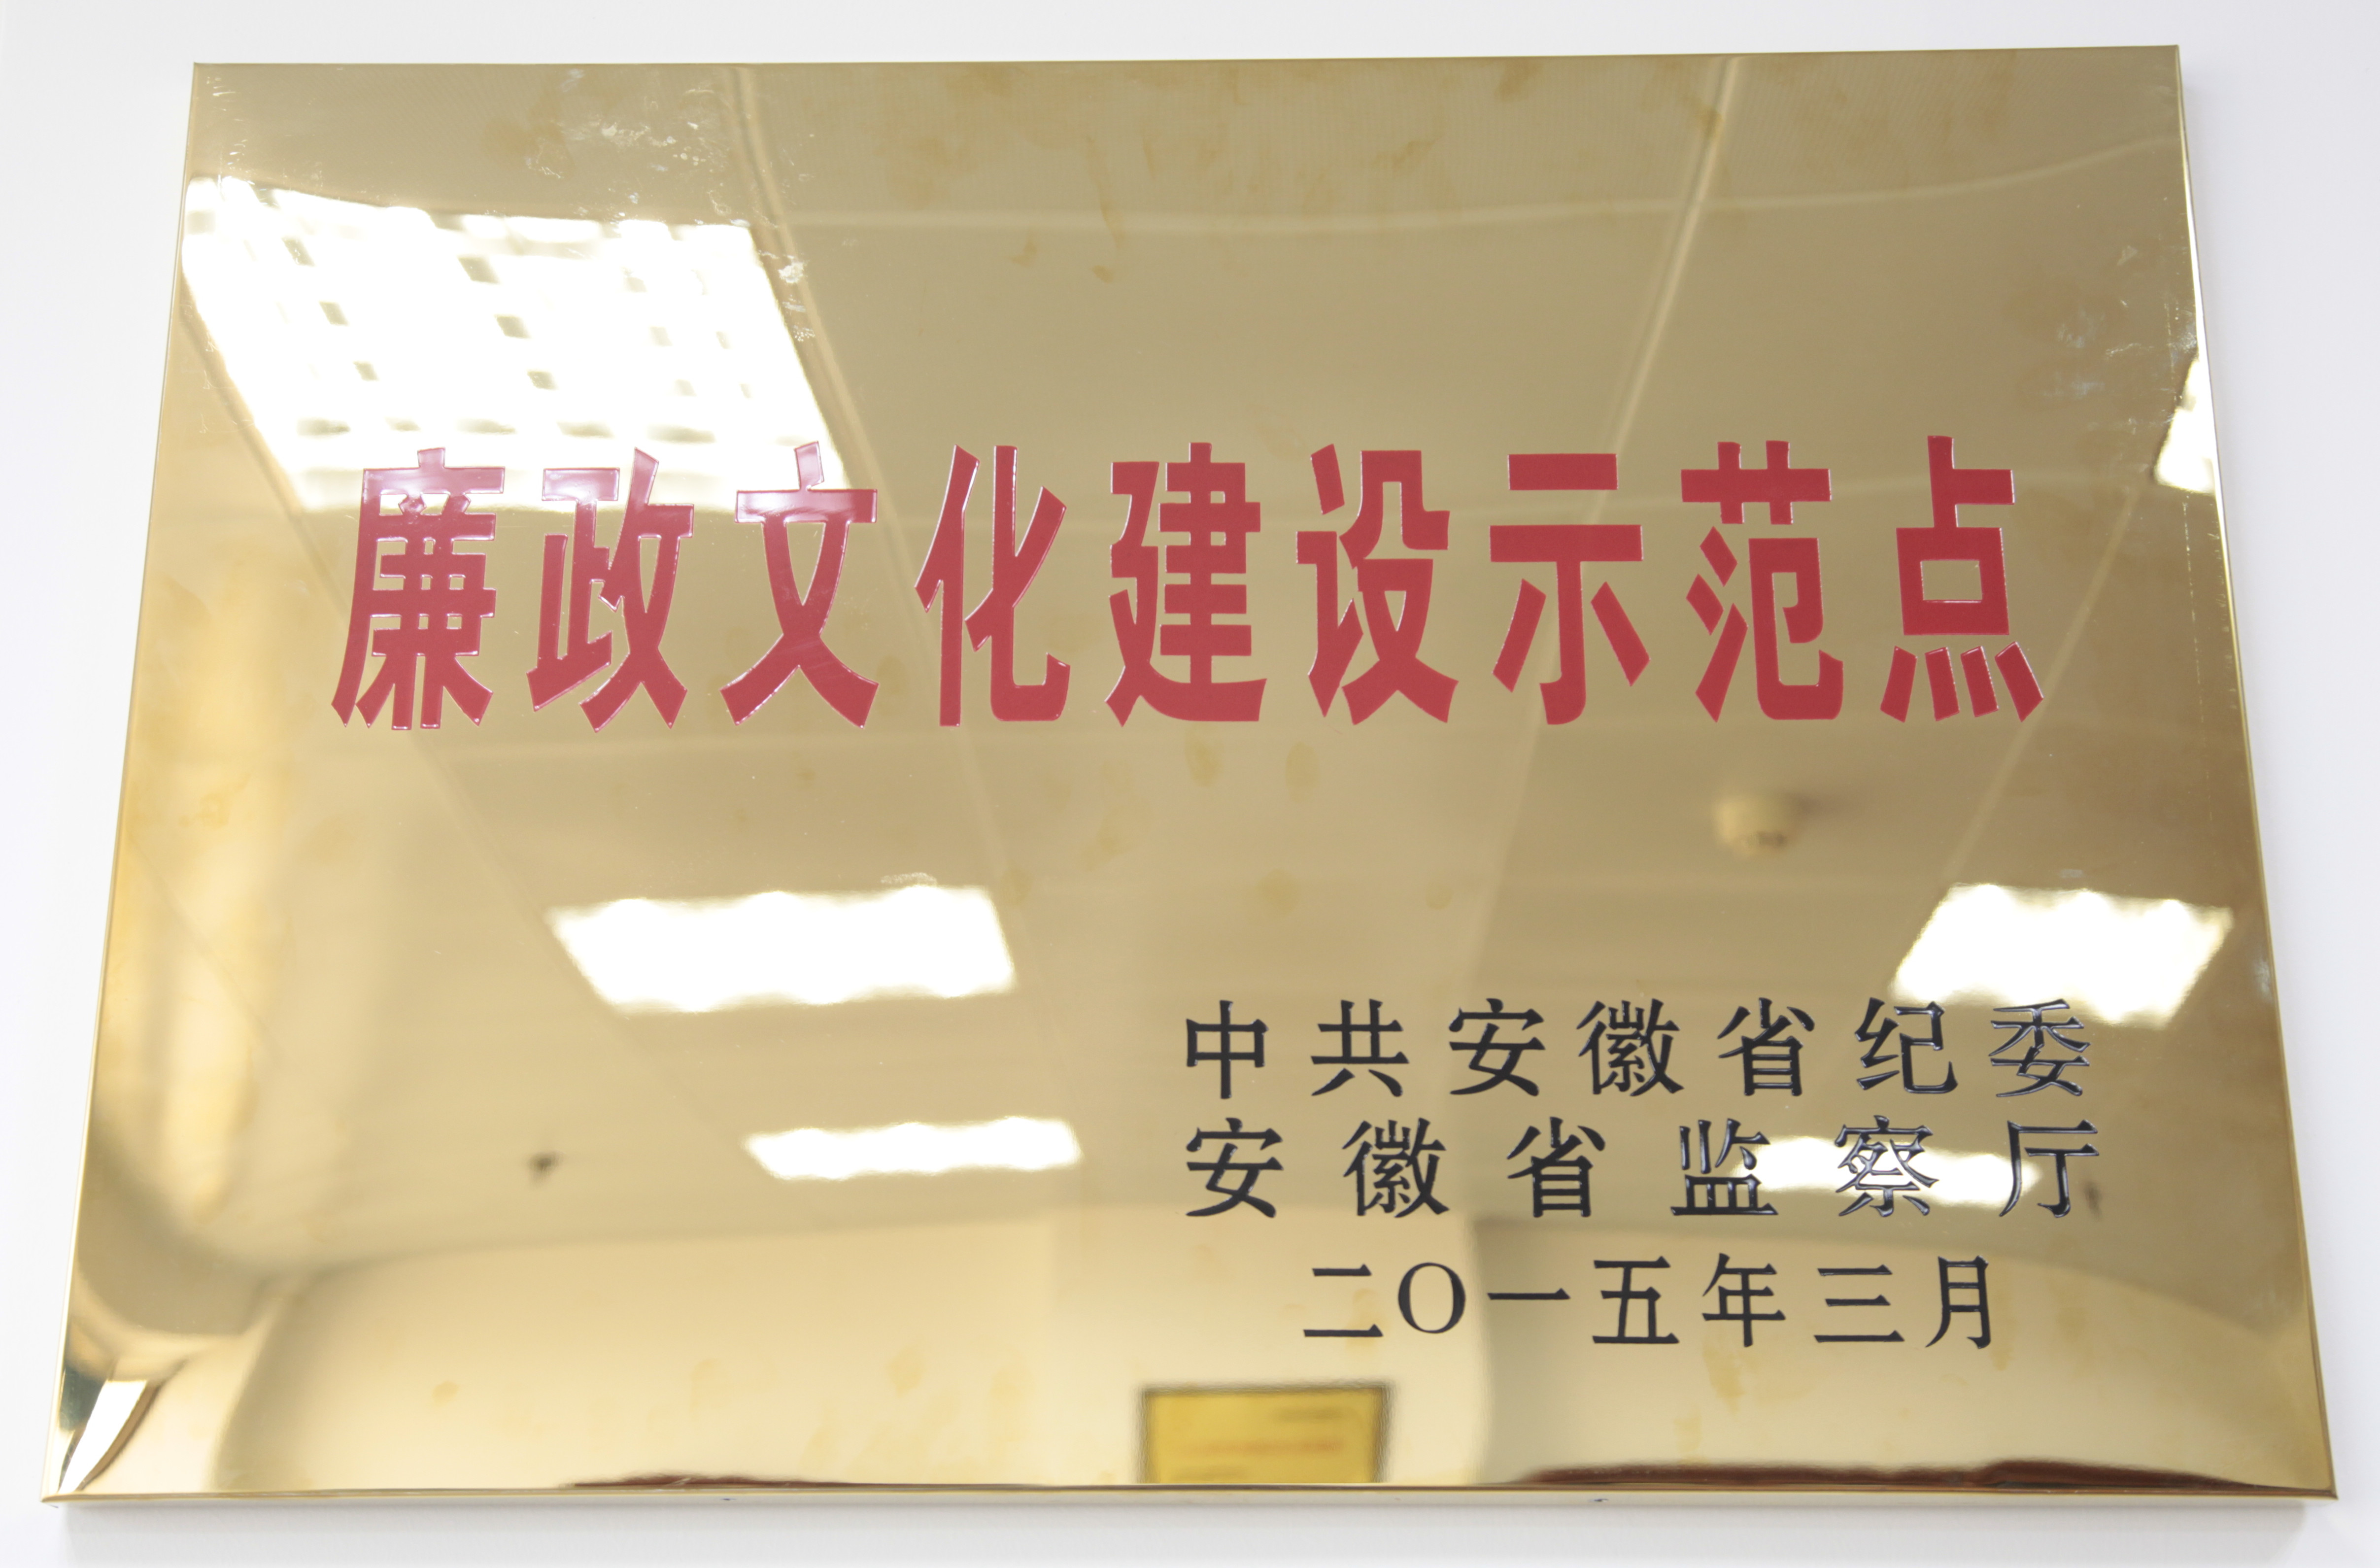 廉政文化建设示范点
中共安徽省纪委
安徽省监察厅
二〇一五年三月